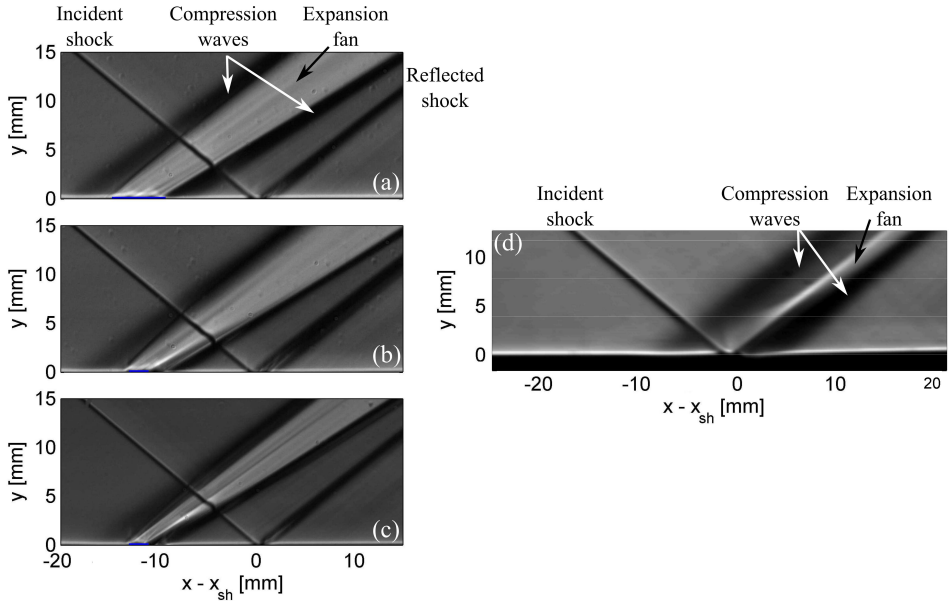 Incident
shock
Compression
waves
Expansion
fan
Reflected
shock
15
10
5
0
y [mm]
(a)
15
10
5
0
y [mm]
(b)
15
10
5
0
y [mm]
(c)
-20
-10
0
10
x - xsh [mm]
Incident
shock
Compression
waves
Expansion
fan
(d)
10
5
0
y [mm]
-20
-10
0
10
20
x - xsh [mm]